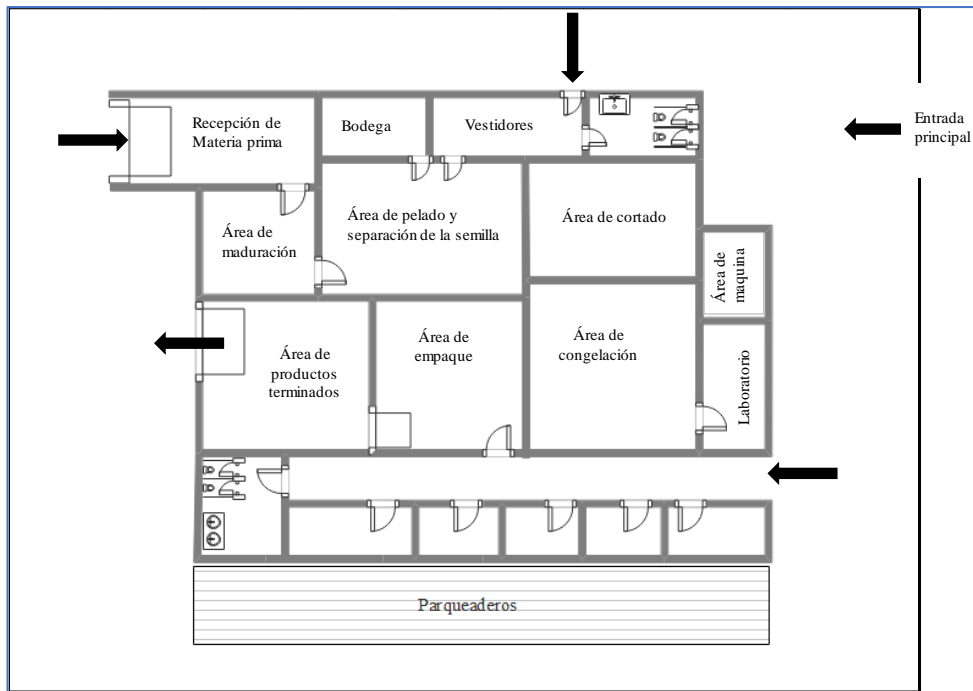 Entrada
principal
Recepción de
Materia prima
Bodega
Vestidores
Área de
maduración
Área de pelado y
separación de la semilla
Área de cortado
Área de
maquina
Área de
productos
terminados
Área de
empaque
Área de
congelación
Laboratorio
Parqueaderos